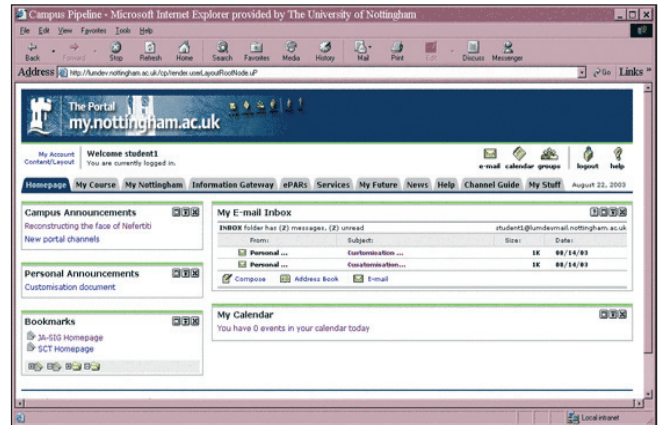 Campus Pipeline - Microsoft Internet Explorer provided by The University of Nottingham
File Edit View Favorites Tools Help
Back Forward Stop Refresh Home Search Favorites Media History Mail Print Edit Discuss Messenger
Address http://lumdev.nottingham.ac.uk/cp/render.userLayoutRootNode.uP Go Links »
The Portal
my.nottingham.ac.uk
My Account
Content/Layout
Welcome student1
You are currently logged in.
e-mail calendar groups logout help
Homepage My Course My Nottingham Information Gateway ePARs Services My Future News Help Channel Guide My Stuff August 22, 2003
Campus Announcements
Reconstructing the face of Nefertiti
New portal channels
Personal Announcements
Customisation document
Bookmarks
JA-SIG Homepage
SCT Homepage
My E-mail Inbox
INBOX folder has (2) messages, (2) unread student1@lumdevmail.nottingham.ac.uk
From: Subject: Size: Date:
Personal ... Customisation ... 1K 08/14/03
Personal ... Cusatomisation... 1K 08/14/03
Compose Address Book E-mail
My Calendar
You have 0 events in your calendar today
Local intranet